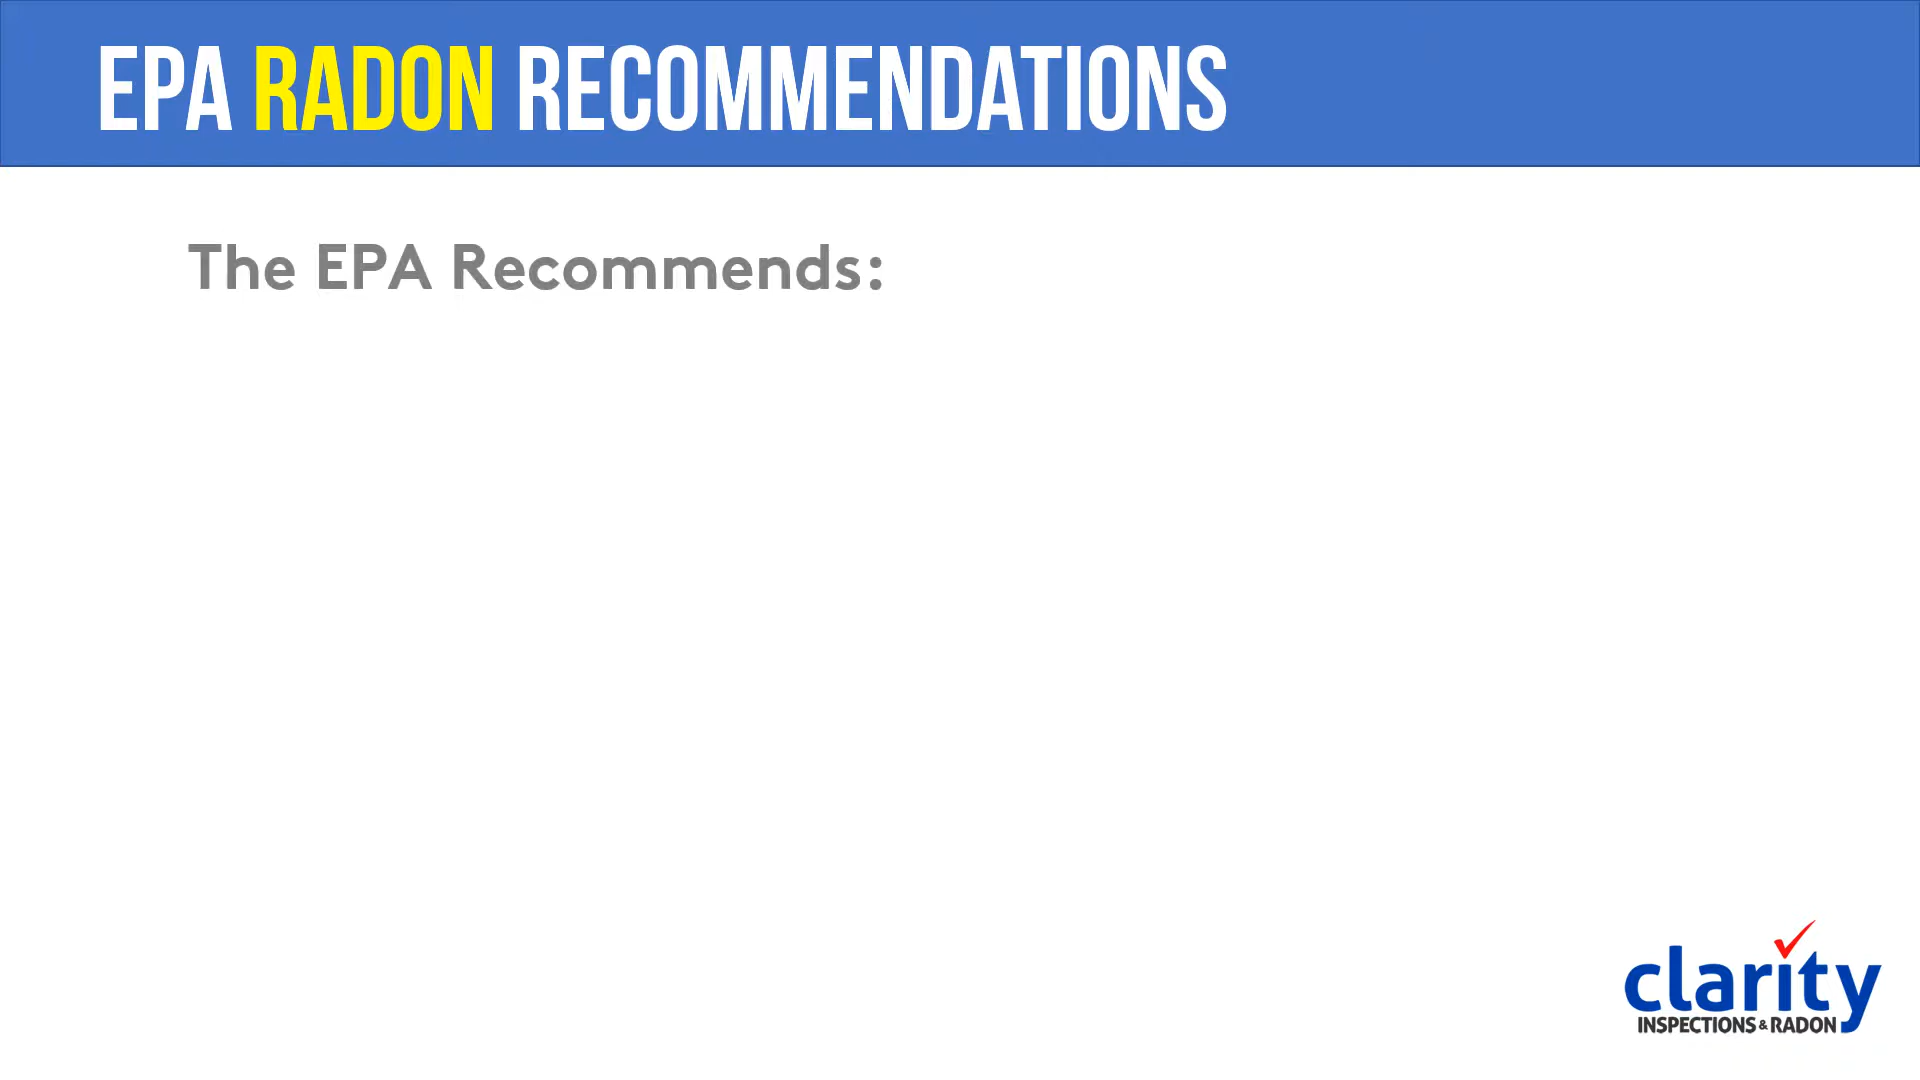 EPA RADON RECOMMENDATIONS
The EPA Recommends:
clarity
INSPECTIONS & RADON